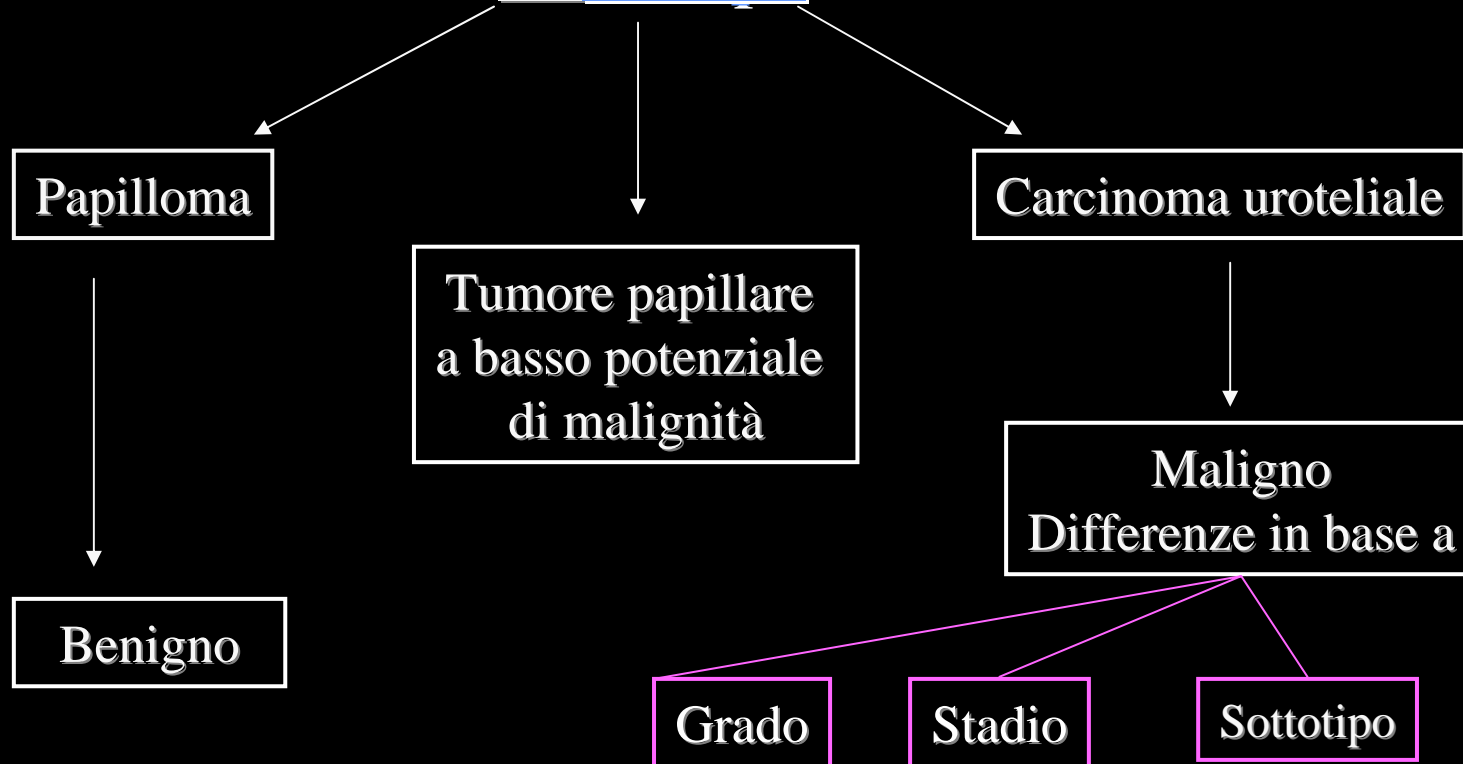 Papilloma
Carcinoma uroteliale
Tumore papillare
a basso potenziale
di malignità
Maligno
Differenze in base a
Benigno
Grado
Stadio
Sottotipo